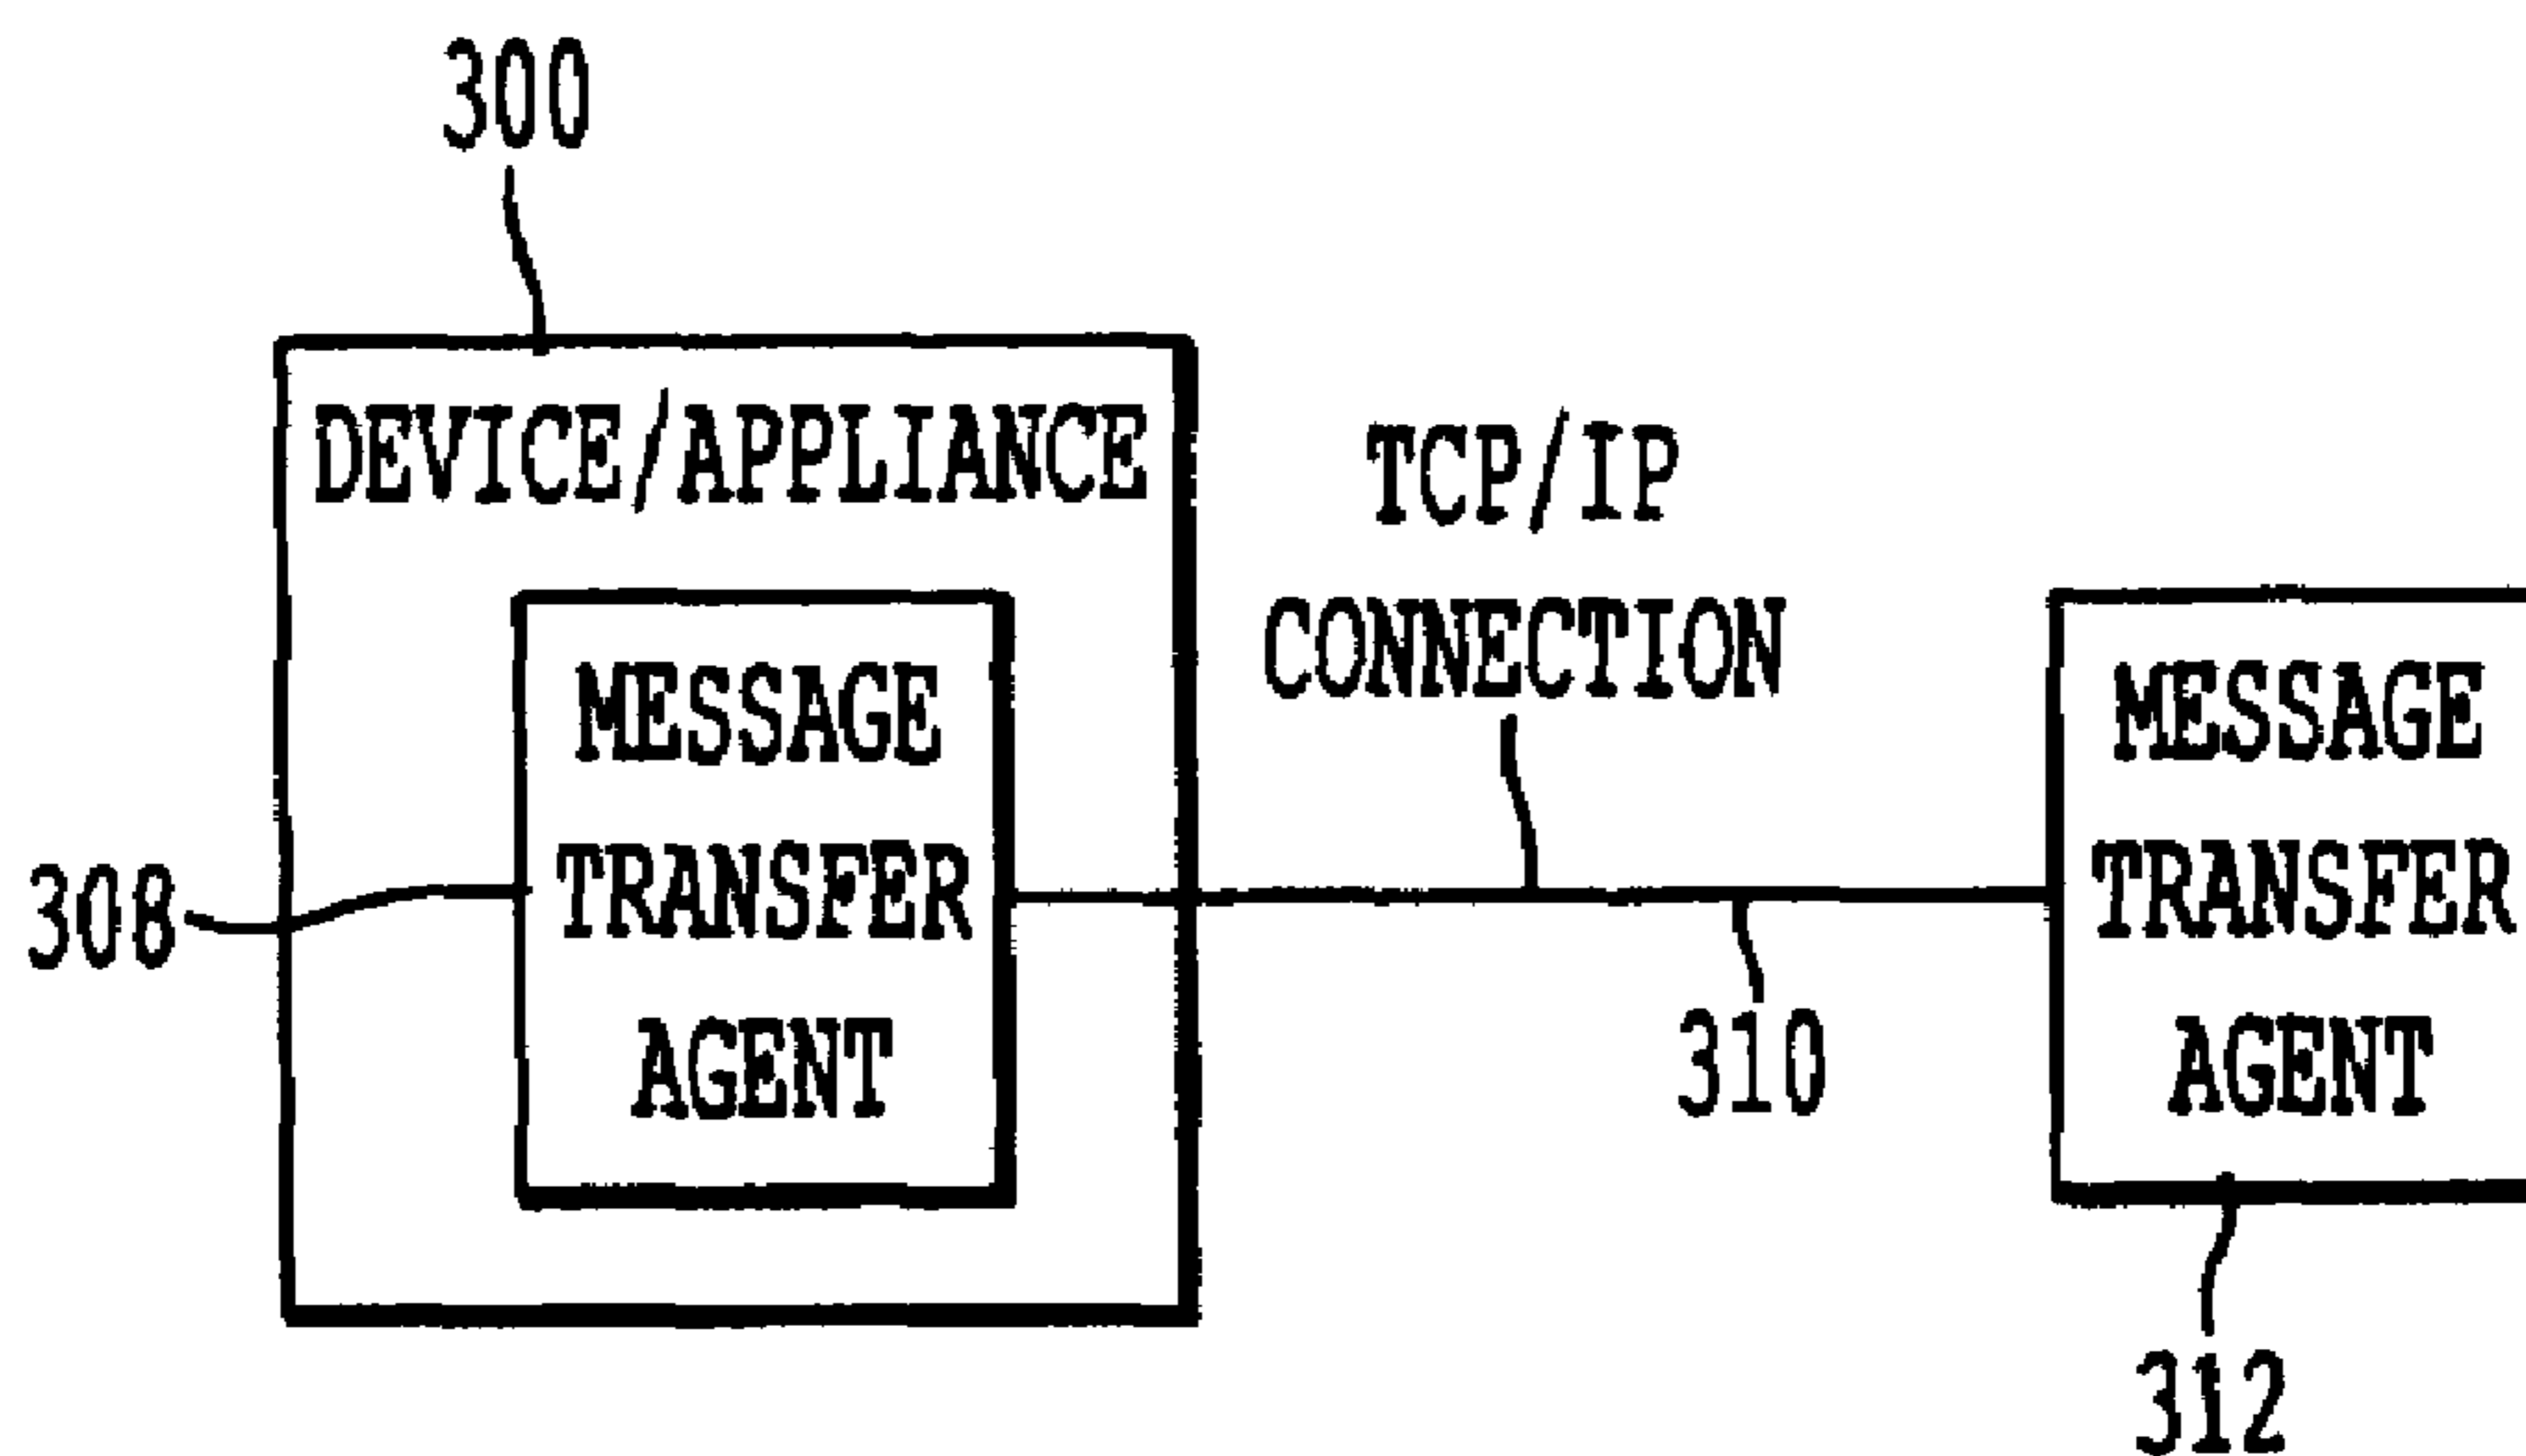 300
DEVICE/APPLIANCE
MESSAGE
TRANSFER
AGENT
308
TCP/IP
CONNECTION
310
MESSAGE
TRANSFER
AGENT
312